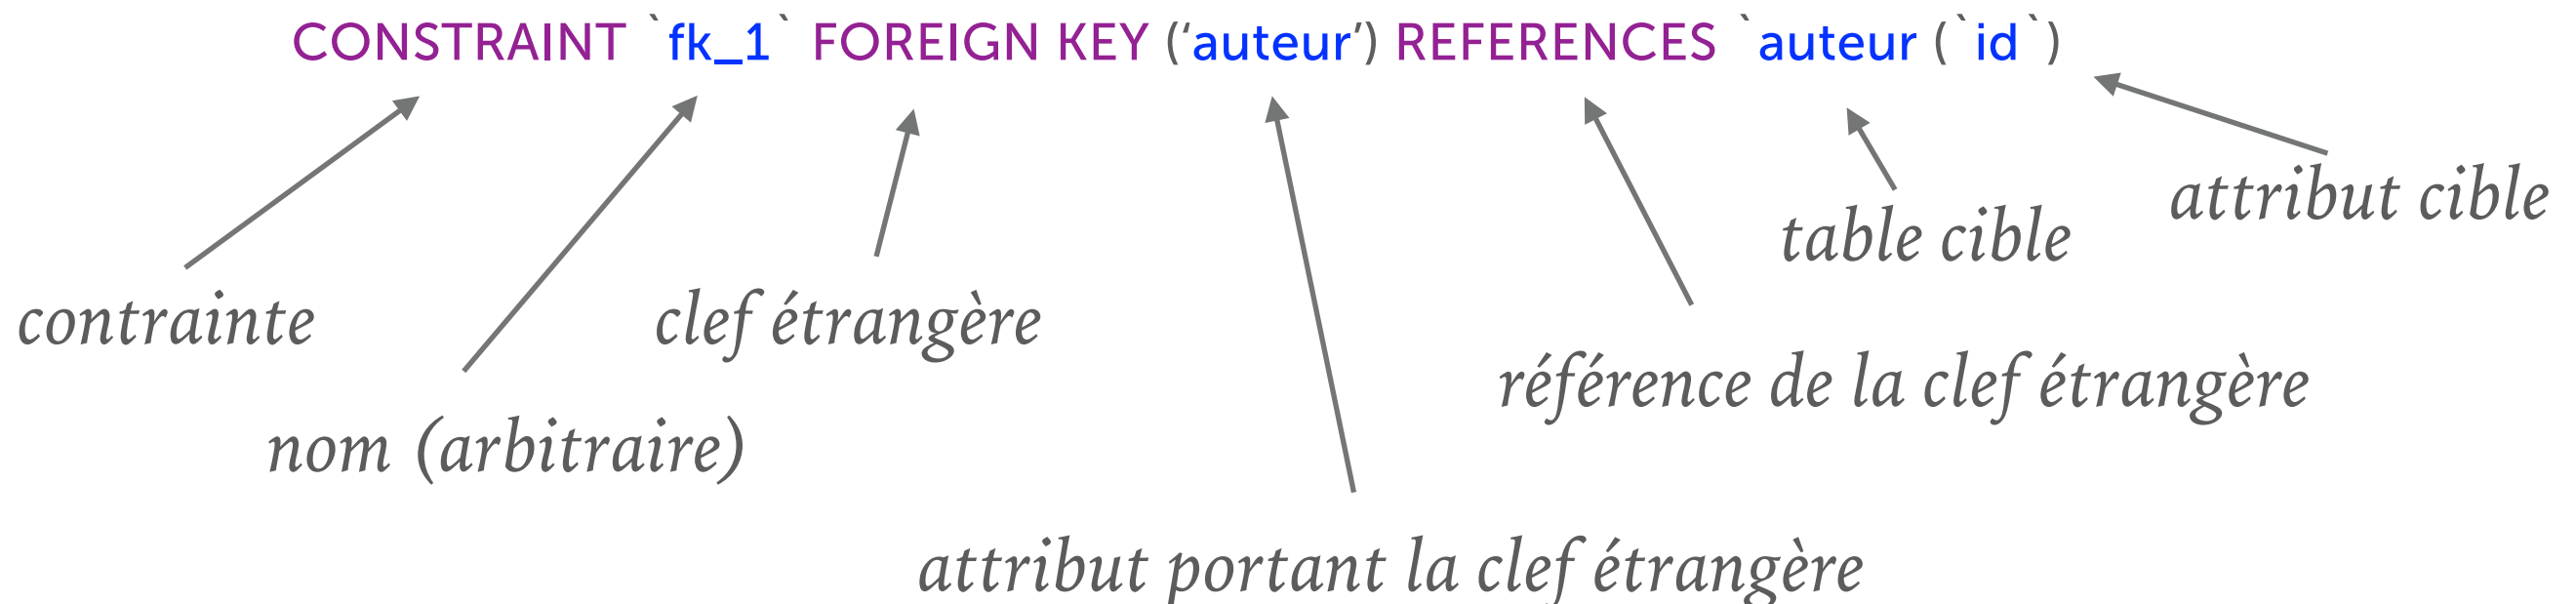 CONSTRAINT `fk_1` FOREIGN KEY (‘auteur’) REFERENCES `auteur (`id`)
attribut cible
table cible
contrainte
clef étrangère
référence de la clef étrangère
nom (arbitraire)
attribut portant la clef étrangère